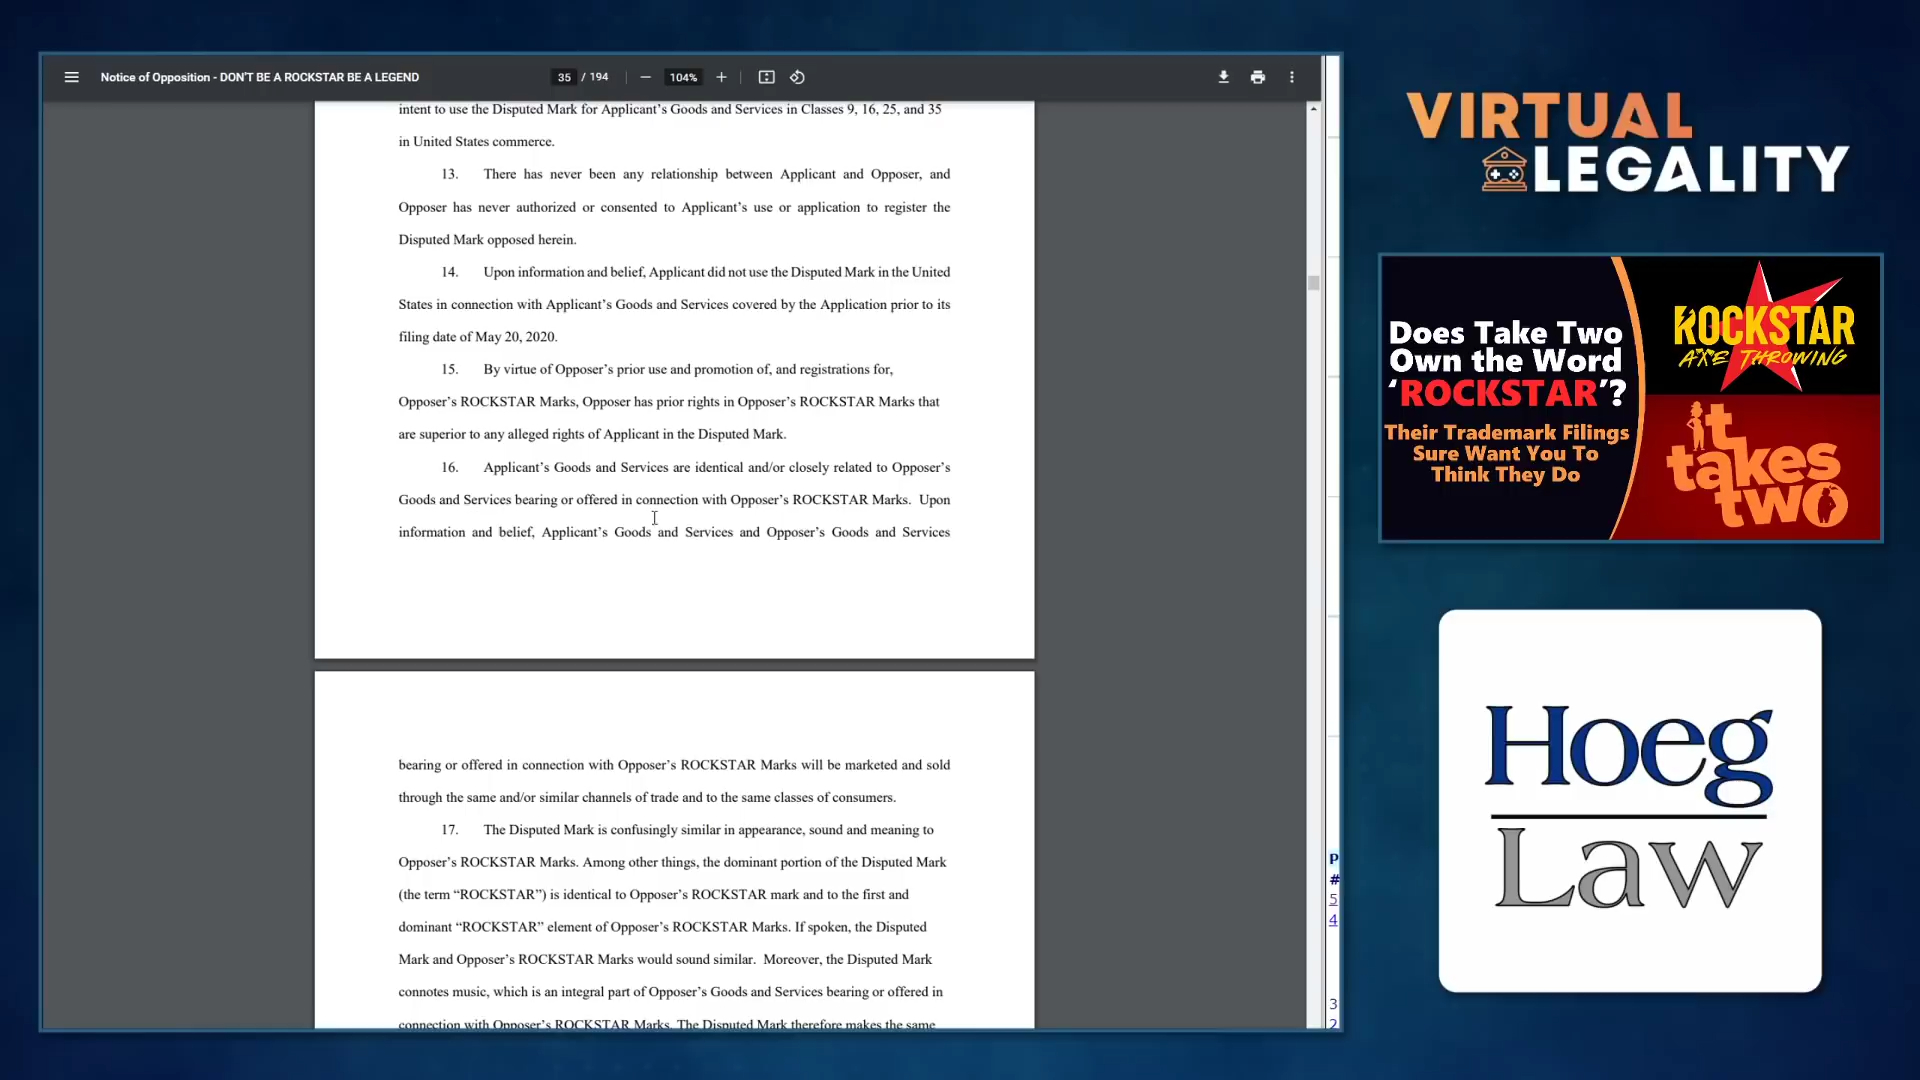 Notice of Opposition - DON'T BE A ROCKSTAR BE A LEGEND
35 / 194
104%
intent to use the Disputed Mark for Applicant's Goods and Services in Classes 9, 16, 25, and 35
in United States commerce.
13. There has never been any relationship between Applicant and Opposer, and
Opposer has never authorized or consented to Applicant's use or application to register the
Disputed Mark opposed herein.
14. Upon information and belief, Applicant did not use the Disputed Mark in the United
States in connection with Applicant's Goods and Services covered by the Application prior to its
filing date of May 20, 2020.
15. By virtue of Opposer's prior use and promotion of, and registrations for,
Opposer's ROCKSTAR Marks, Opposer has prior rights in Opposer's ROCKSTAR Marks that
are superior to any alleged rights of Applicant in the Disputed Mark.
16. Applicant's Goods and Services are identical and/or closely related to Opposer's
Goods and Services bearing or offered in connection with Opposer's ROCKSTAR Marks. Upon
information and belief, Applicant's Goods and Services and Opposer's Goods and Services
bearing or offered in connection with Opposer's ROCKSTAR Marks will be marketed and sold
through the same and/or similar channels of trade and to the same classes of consumers.
17. The Disputed Mark is confusingly similar in appearance, sound and meaning to
Opposer's ROCKSTAR Marks. Among other things, the dominant portion of the Disputed Mark
(the term “ROCKSTAR”) is identical to Opposer's ROCKSTAR mark and to the first and
dominant “ROCKSTAR” element of Opposer's ROCKSTAR Marks. If spoken, the Disputed
Mark and Opposer's ROCKSTAR Marks would sound similar. Moreover, the Disputed Mark
connotes music, which is an integral part of Opposer's Goods and Services bearing or offered in
connection with Opposer's ROCKSTAR Marks. The Disputed Mark therefore makes the same
P
#
5
4
3
2
VIRTUAL
LEGALITY
Does Take Two
Own the Word
‘ROCKSTAR’?
Their Trademark Filings
Sure Want You To
Think They Do
ROCKSTAR
AXE THROWING
it
takes
two
Hoeg
Law